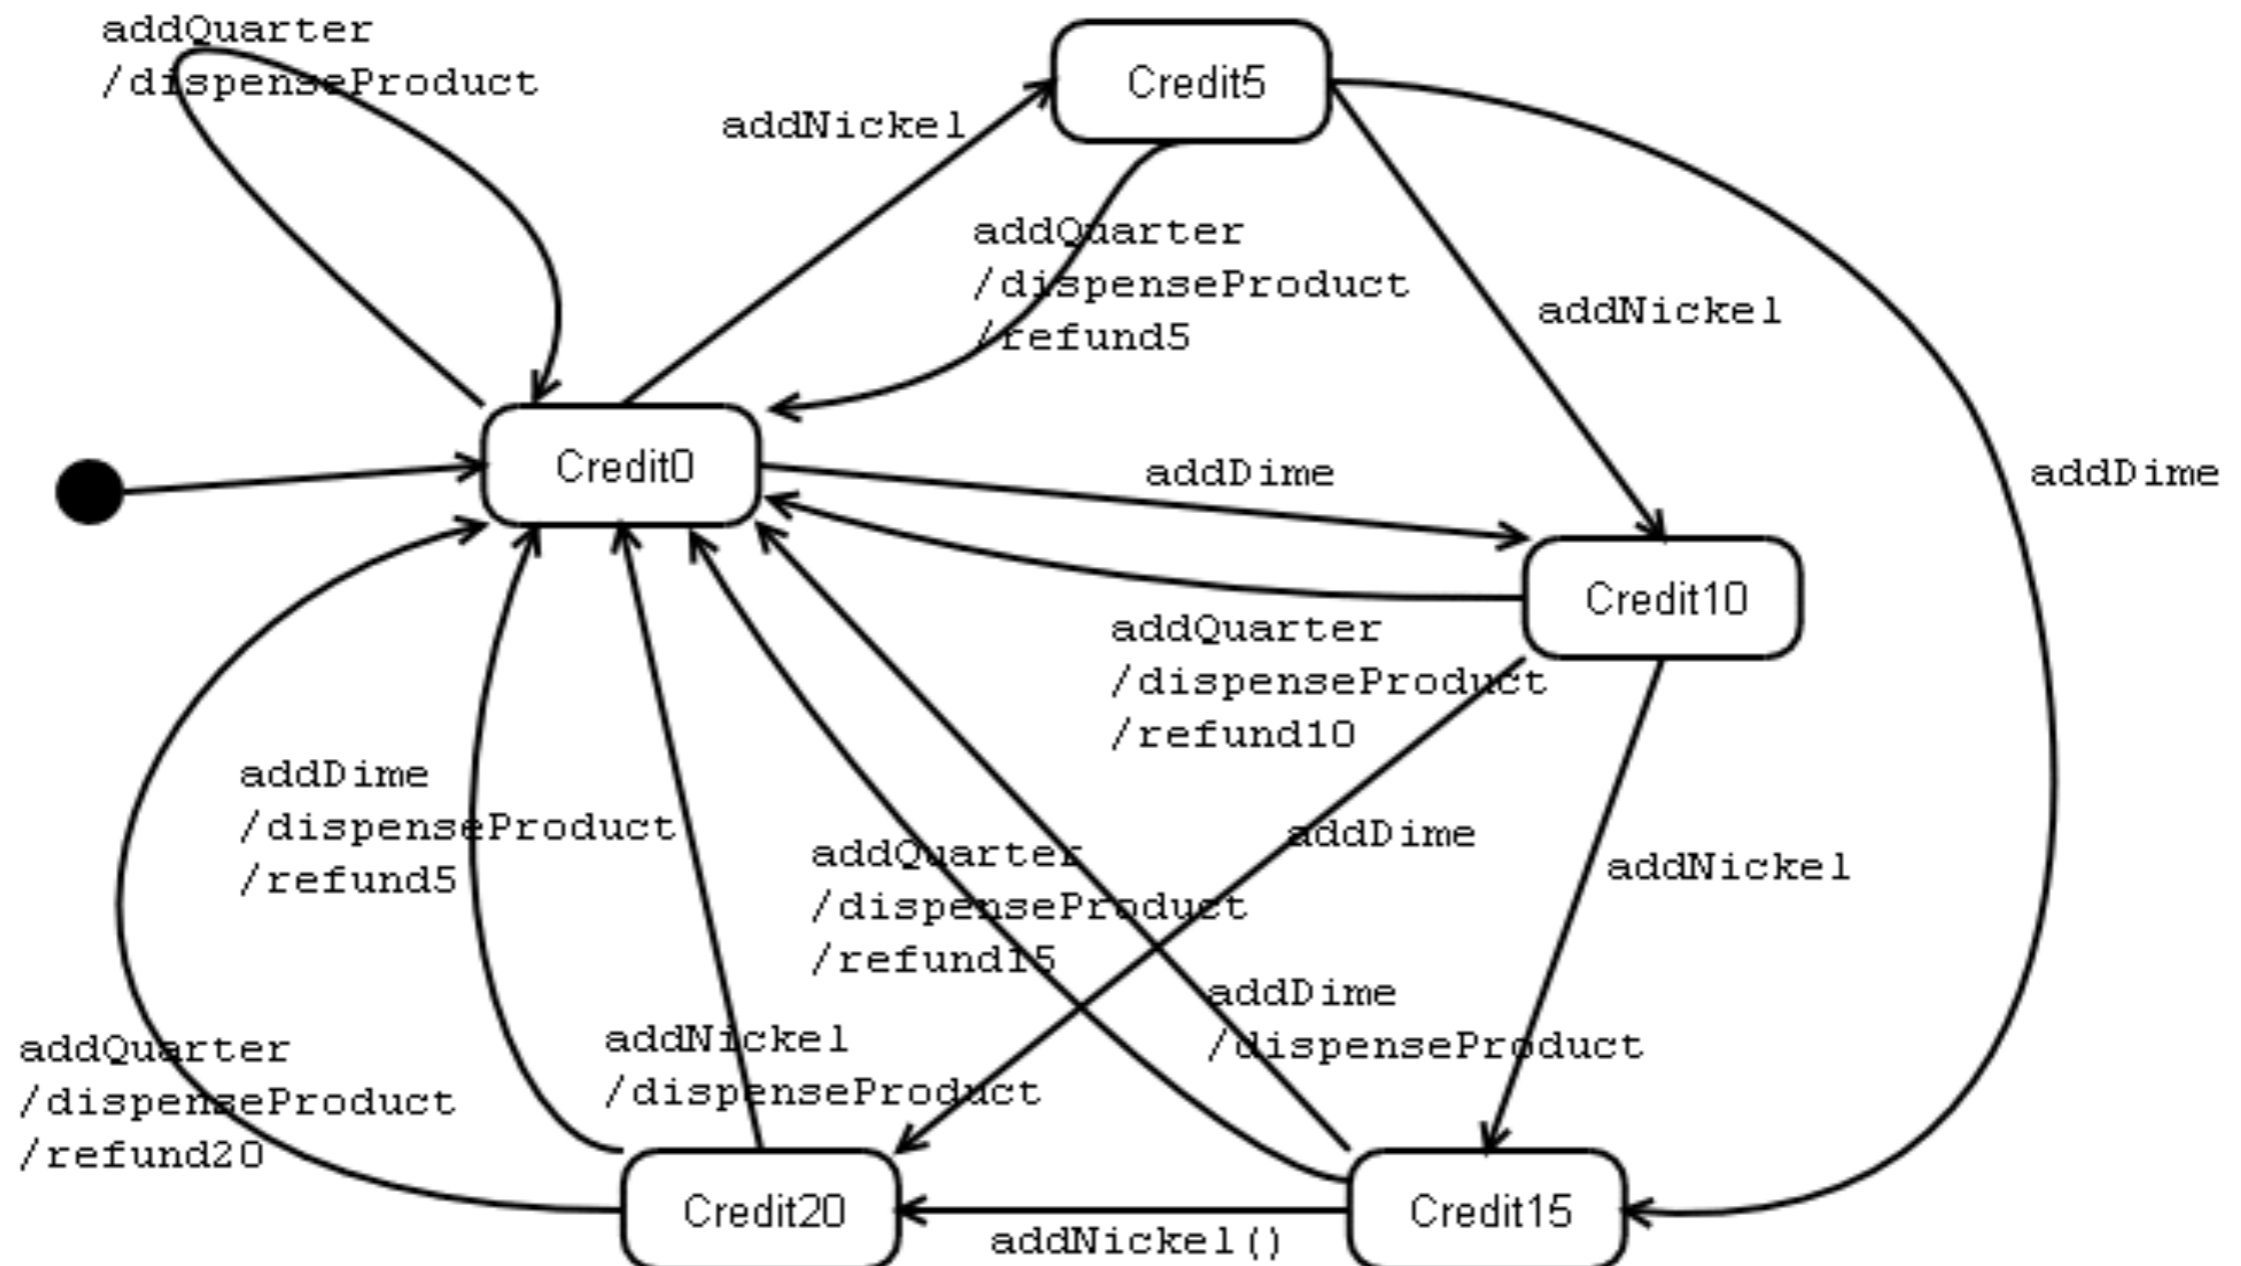 addQuarter
/dispenseProduct
Credit5
addNickel
addQuarter
/dispenseProduct
/refund5
addNickel
Credit0
addDime
addDime
Credit10
addQuarter
/dispenseProduct
/refund10
addDime
/dispenseProduct
/refund5
addQuarter
/dispenseProduct
/refund15
addDime
addNickel
addDime
/dispenseProduct
addNickel
/dispenseProduct
addQuarter
/dispenseProduct
/refund20
Credit20
Credit15
addNickel()